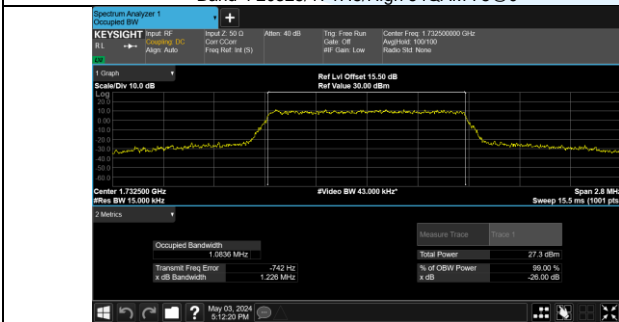 Spectrum Analyzer 1
Occupied BW
+
KEYSIGHT Input: RF Input Z: 50 Ω Atten: 40 dB Trig: Free Run Center Freq: 1.732500000 GHz
R L Coupling: DC Corr CCorr Gate: Off Avg|Hold: 100/100
Align: Auto Freq Ref: Int (S) #IF Gain: Low Radio Std: None
1 Graph
Ref Lvl Offset 15.50 dB
Scale/Div 10.0 dB Ref Value 30.00 dBm
Log
20.0
10.0
0.00
-10.0
-20.0
-30.0
-40.0
-50.0
-60.0
Center 1.732500 GHz #Video BW 43.000 kHz* Span 2.8 MHz
#Res BW 15.000 kHz Sweep 15.5 ms (1001 pts)
2 Metrics
Measure Trace Trace 1
Occupied Bandwidth
1.0836 MHz Total Power 27.3 dBm
Transmit Freq Error -742 Hz % of OBW Power 99.00 %
x dB Bandwidth 1.226 MHz x dB -26.00 dB
? May 03, 2024
5:12:20 PM